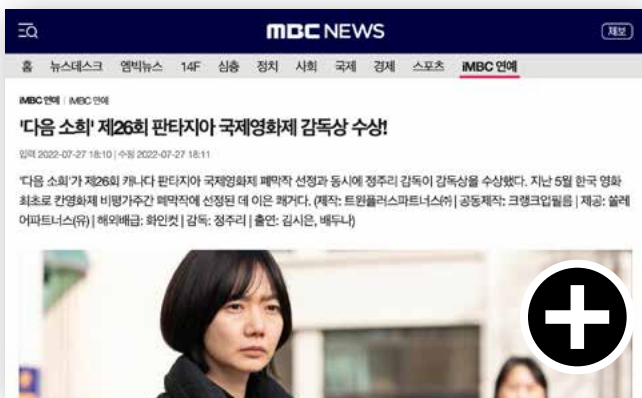 MBC NEWS
제보
홈 뉴스데스크 엠빅뉴스 14F 심층 정치 사회 국제 경제 스포츠 iMBC 연예
iMBC 연예 | iMBC 연예
'다음 소희' 제26회 판타지아 국제영화제 감독상 수상!
입력 2022-07-27 18:10 | 수정 2022-07-27 18:11
'다음 소희'가 제26회 캐나다 판타지아 국제영화제 폐막작 선정과 동시에 정주리 감독이 감독상을 수상했다. 지난 5월 한국 영화
최초로 칸영화제 비평가주간 폐막작에 선정된 데 이은 쾌거다. (제작: 트윈플러스파트너스㈜ | 공동제작: 크랭크업필름 | 제공: 쏠레
어파트너스(유) | 해외배급: 화인컷 | 감독: 정주리 | 출연: 김시은, 배두나)